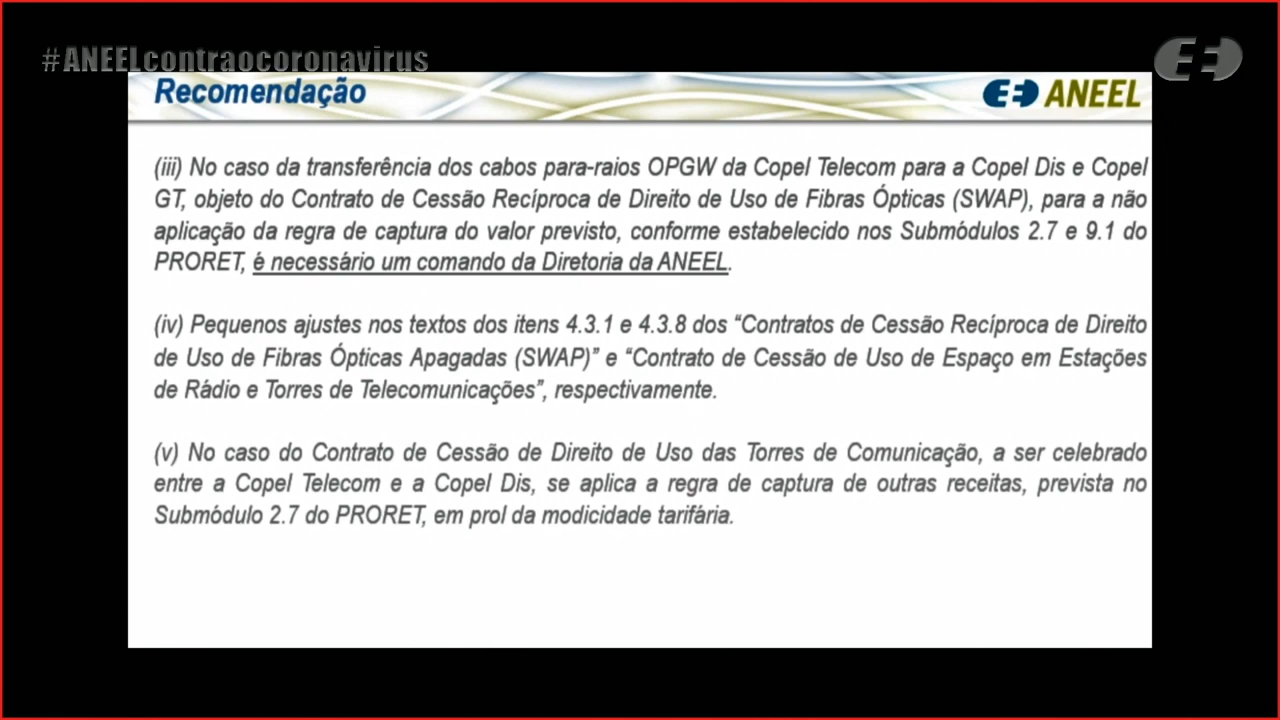 #ANEELcontraocoronavirus
Recomendação
ANEEL
(iii) No caso da transferência dos cabos para-raios OPGW da Copel Telecom para a Copel Dis e Copel
GT, objeto do Contrato de Cessão Recíproca de Direito de Uso de Fibras Ópticas (SWAP), para a não
aplicação da regra de captura do valor previsto, conforme estabelecido nos Submódulos 2.7 e 9.1 do
PRORET, é necessário um comando da Diretoria da ANEEL.
(iv) Pequenos ajustes nos textos dos itens 4.3.1 e 4.3.8 dos “Contratos de Cessão Recíproca de Direito
de Uso de Fibras Ópticas Apagadas (SWAP)” e “Contrato de Cessão de Uso de Espaço em Estações
de Rádio e Torres de Telecomunicações”, respectivamente.
(v) No caso do Contrato de Cessão de Direito de Uso das Torres de Comunicação, a ser celebrado
entre a Copel Telecom e a Copel Dis, se aplica a regra de captura de outras receitas, prevista no
Submódulo 2.7 do PRORET, em prol da modicidade tarifária.